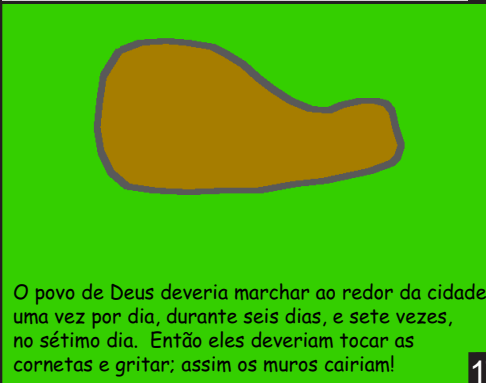 O povo de Deus deveria marchar ao redor da cidade
uma vez por dia, durante seis dias, e sete vezes,
no sétimo dia. Então eles deveriam tocar as
cornetas e gritar; assim os muros cairiam!
1